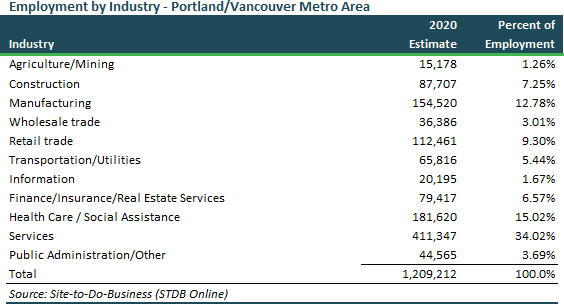 Employment by Industry - Portland/Vancouver Metro Area
2020 Percent of
Industry Estimate Employment
Agriculture/Mining 15,178 1.26%
Construction 87,707 7.25%
Manufacturing 154,520 12.78%
Wholesale trade 36,386 3.01%
Retail trade 112,461 9.30%
Transportation/Utilities 65,816 5.44%
Information 20,195 1.67%
Finance/Insurance/Real Estate Services 79,417 6.57%
Health Care / Social Assistance 181,620 15.02%
Services 411,347 34.02%
Public Administration/Other 44,565 3.69%
Total 1,209,212 100.0%
Source: Site-to-Do-Business (STDB Online)